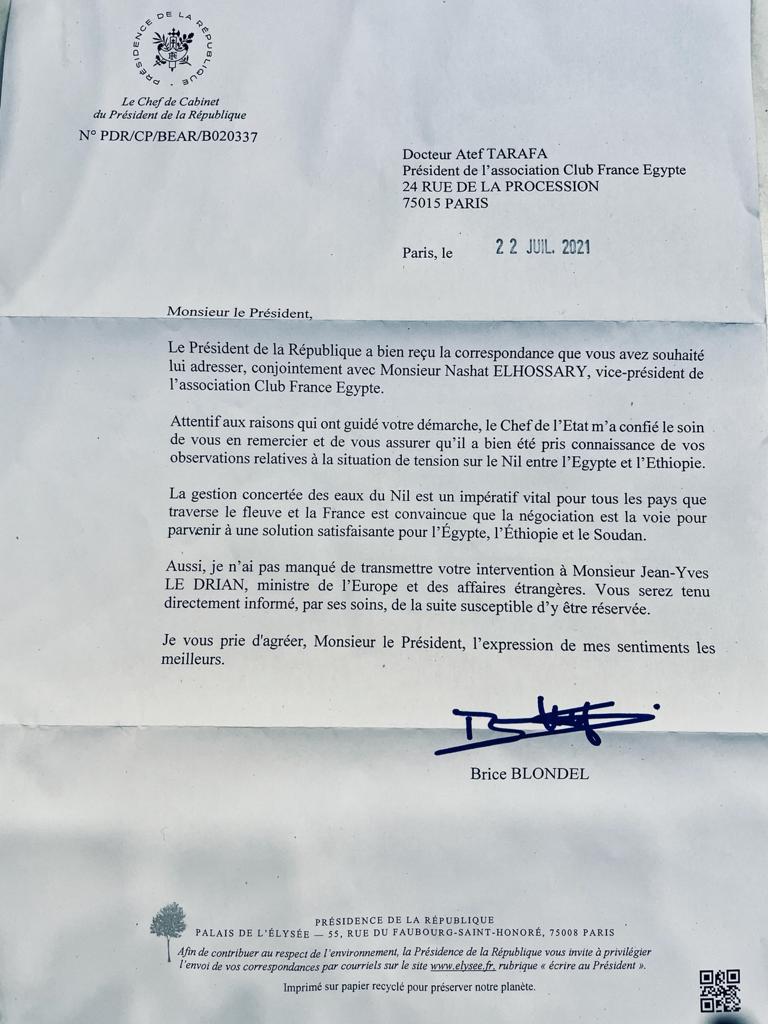 PRÉSIDENCE DE LA RÉPUBLIQUE
Le Chef de Cabinet
du Président de la République
N° PDR/CP/BEAR/B020337
Docteur Atef TARAFA
Président de l'association Club France Egypte
24 RUE DE LA PROCESSION
75015 PARIS
Paris, le 22 JUIL. 2021
Monsieur le Président,
Le Président de la République a bien reçu la correspondance que vous avez souhaité
lui adresser, conjointement avec Monsieur Nashat ELHOSSARY, vice-président de
l'association Club France Egypte.
Attentif aux raisons qui ont guidé votre démarche, le Chef de l'Etat m'a confié le soin
de vous en remercier et de vous assurer qu'il a bien été pris connaissance de vos
observations relatives à la situation de tension sur le Nil entre l'Egypte et l'Ethiopie.
La gestion concertée des eaux du Nil est un impératif vital pour tous les pays que
traverse le fleuve et la France est convaincue que la négociation est la voie pour
parvenir à une solution satisfaisante pour l'Égypte, l'Éthiopie et le Soudan.
Aussi, je n'ai pas manqué de transmettre votre intervention à Monsieur Jean-Yves
LE DRIAN, ministre de l'Europe et des affaires étrangères. Vous serez tenu
directement informé, par ses soins, de la suite susceptible d'y être réservée.
Je vous prie d'agréer, Monsieur le Président, l'expression de mes sentiments les
meilleurs.
Brice BLONDEL
PRÉSIDENCE DE LA RÉPUBLIQUE
PALAIS DE L'ÉLYSÉE — 55, RUE DU FAUBOURG-SAINT-HONORÉ, 75008 PARIS
Afin de contribuer au respect de l'environnement, la Présidence de la République vous invite à privilégier
l'envoi de vos correspondances par courriels sur le site www.elysee.fr, rubrique « écrire au Président ».
Imprimé sur papier recyclé pour préserver notre planète.